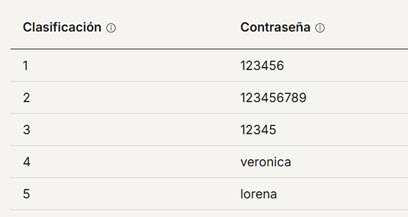 Clasificación Contraseña
1 123456
2 123456789
3 12345
4 veronica
5 lorena